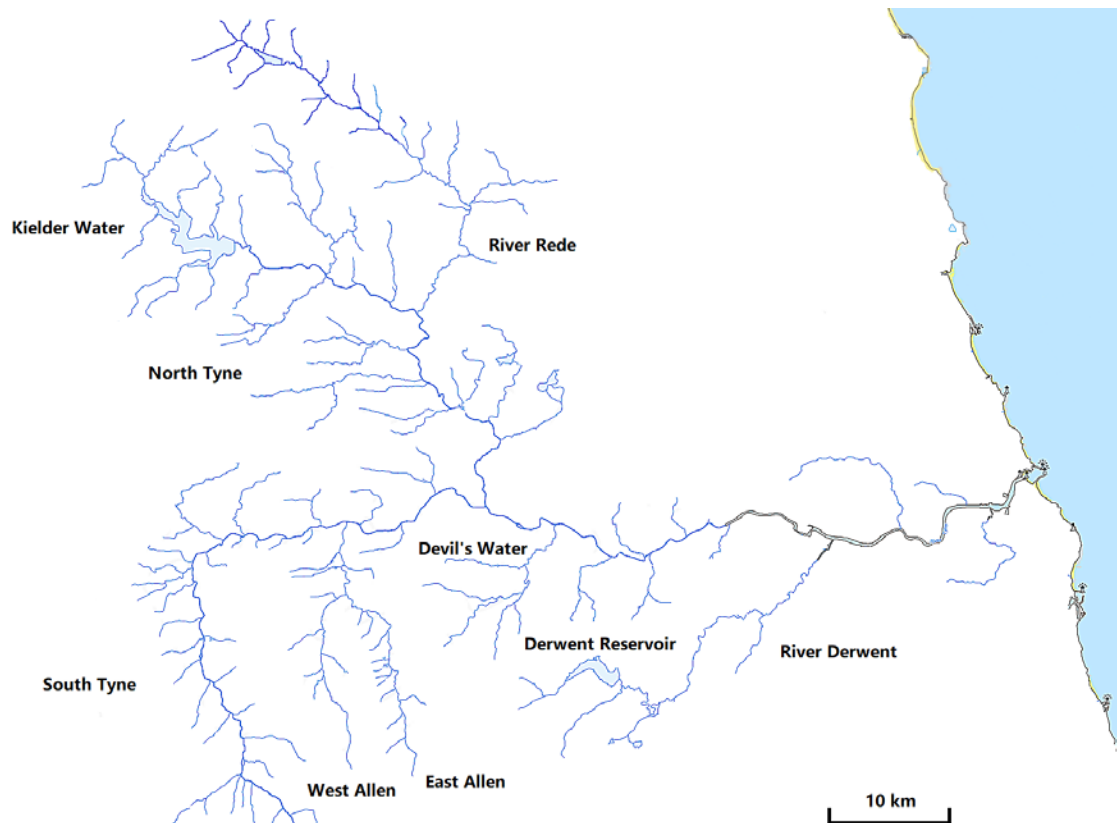 Kielder Water
River Rede
North Tyne
Devil's Water
Derwent Reservoir
River Derwent
South Tyne
West Allen
East Allen
10 km